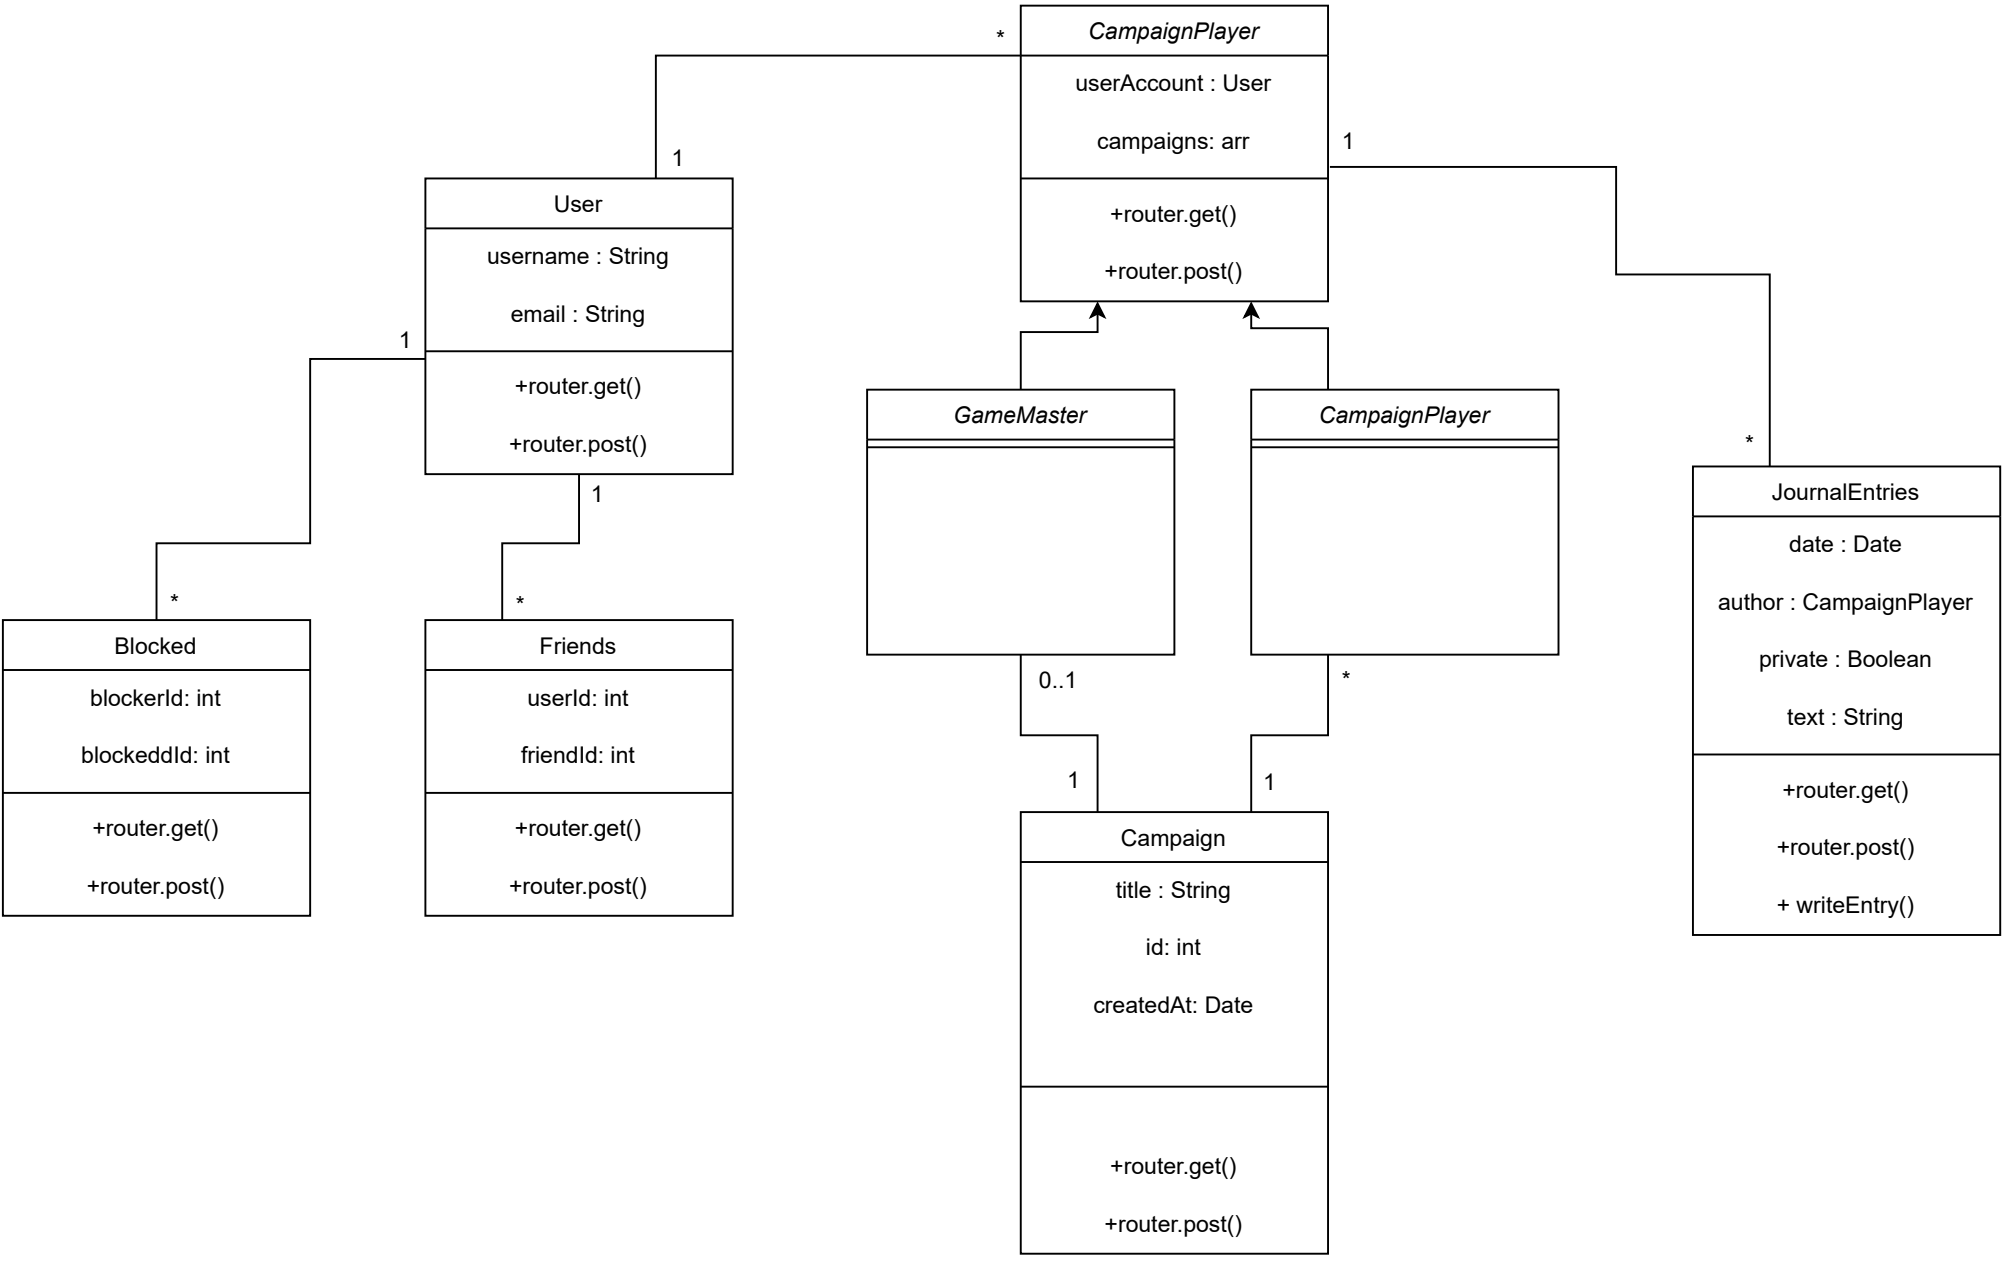 CampaignPlayer
userAccount : User
campaigns: arr
+router.get()
+router.post()
*
1
1
User
username : String
email : String
+router.get()
+router.post()
1
1
*
*
Blocked
blockerId: int
blockeddId: int
+router.get()
+router.post()
Friends
userId: int
friendId: int
+router.get()
+router.post()
GameMaster
CampaignPlayer
0..1
*
1
1
Campaign
title : String
id: int
createdAt: Date
+router.get()
+router.post()
*
JournalEntries
date : Date
author : CampaignPlayer
private : Boolean
text : String
+router.get()
+router.post()
+ writeEntry()